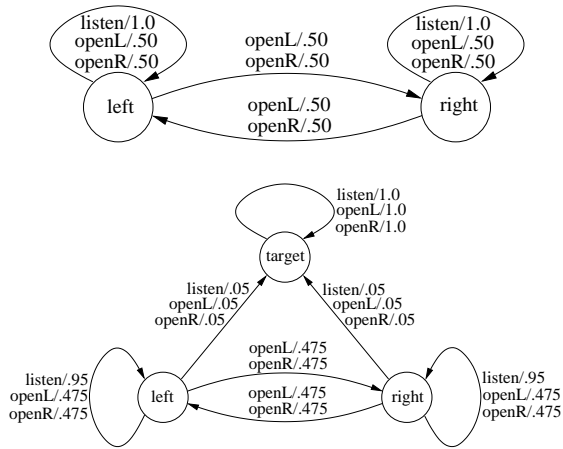 listen/1.0
openL/.50
openR/.50
openL/.50
openR/.50
listen/1.0
openL/.50
openR/.50
left
openL/.50
openR/.50
right
listen/1.0
openL/1.0
openR/1.0
target
listen/.05
openL/.05
openR/.05
listen/.05
openL/.05
openR/.05
openL/.475
openR/.475
listen/.95
openL/.475
openR/.475
left
openL/.475
openR/.475
right
listen/.95
openL/.475
openR/.475